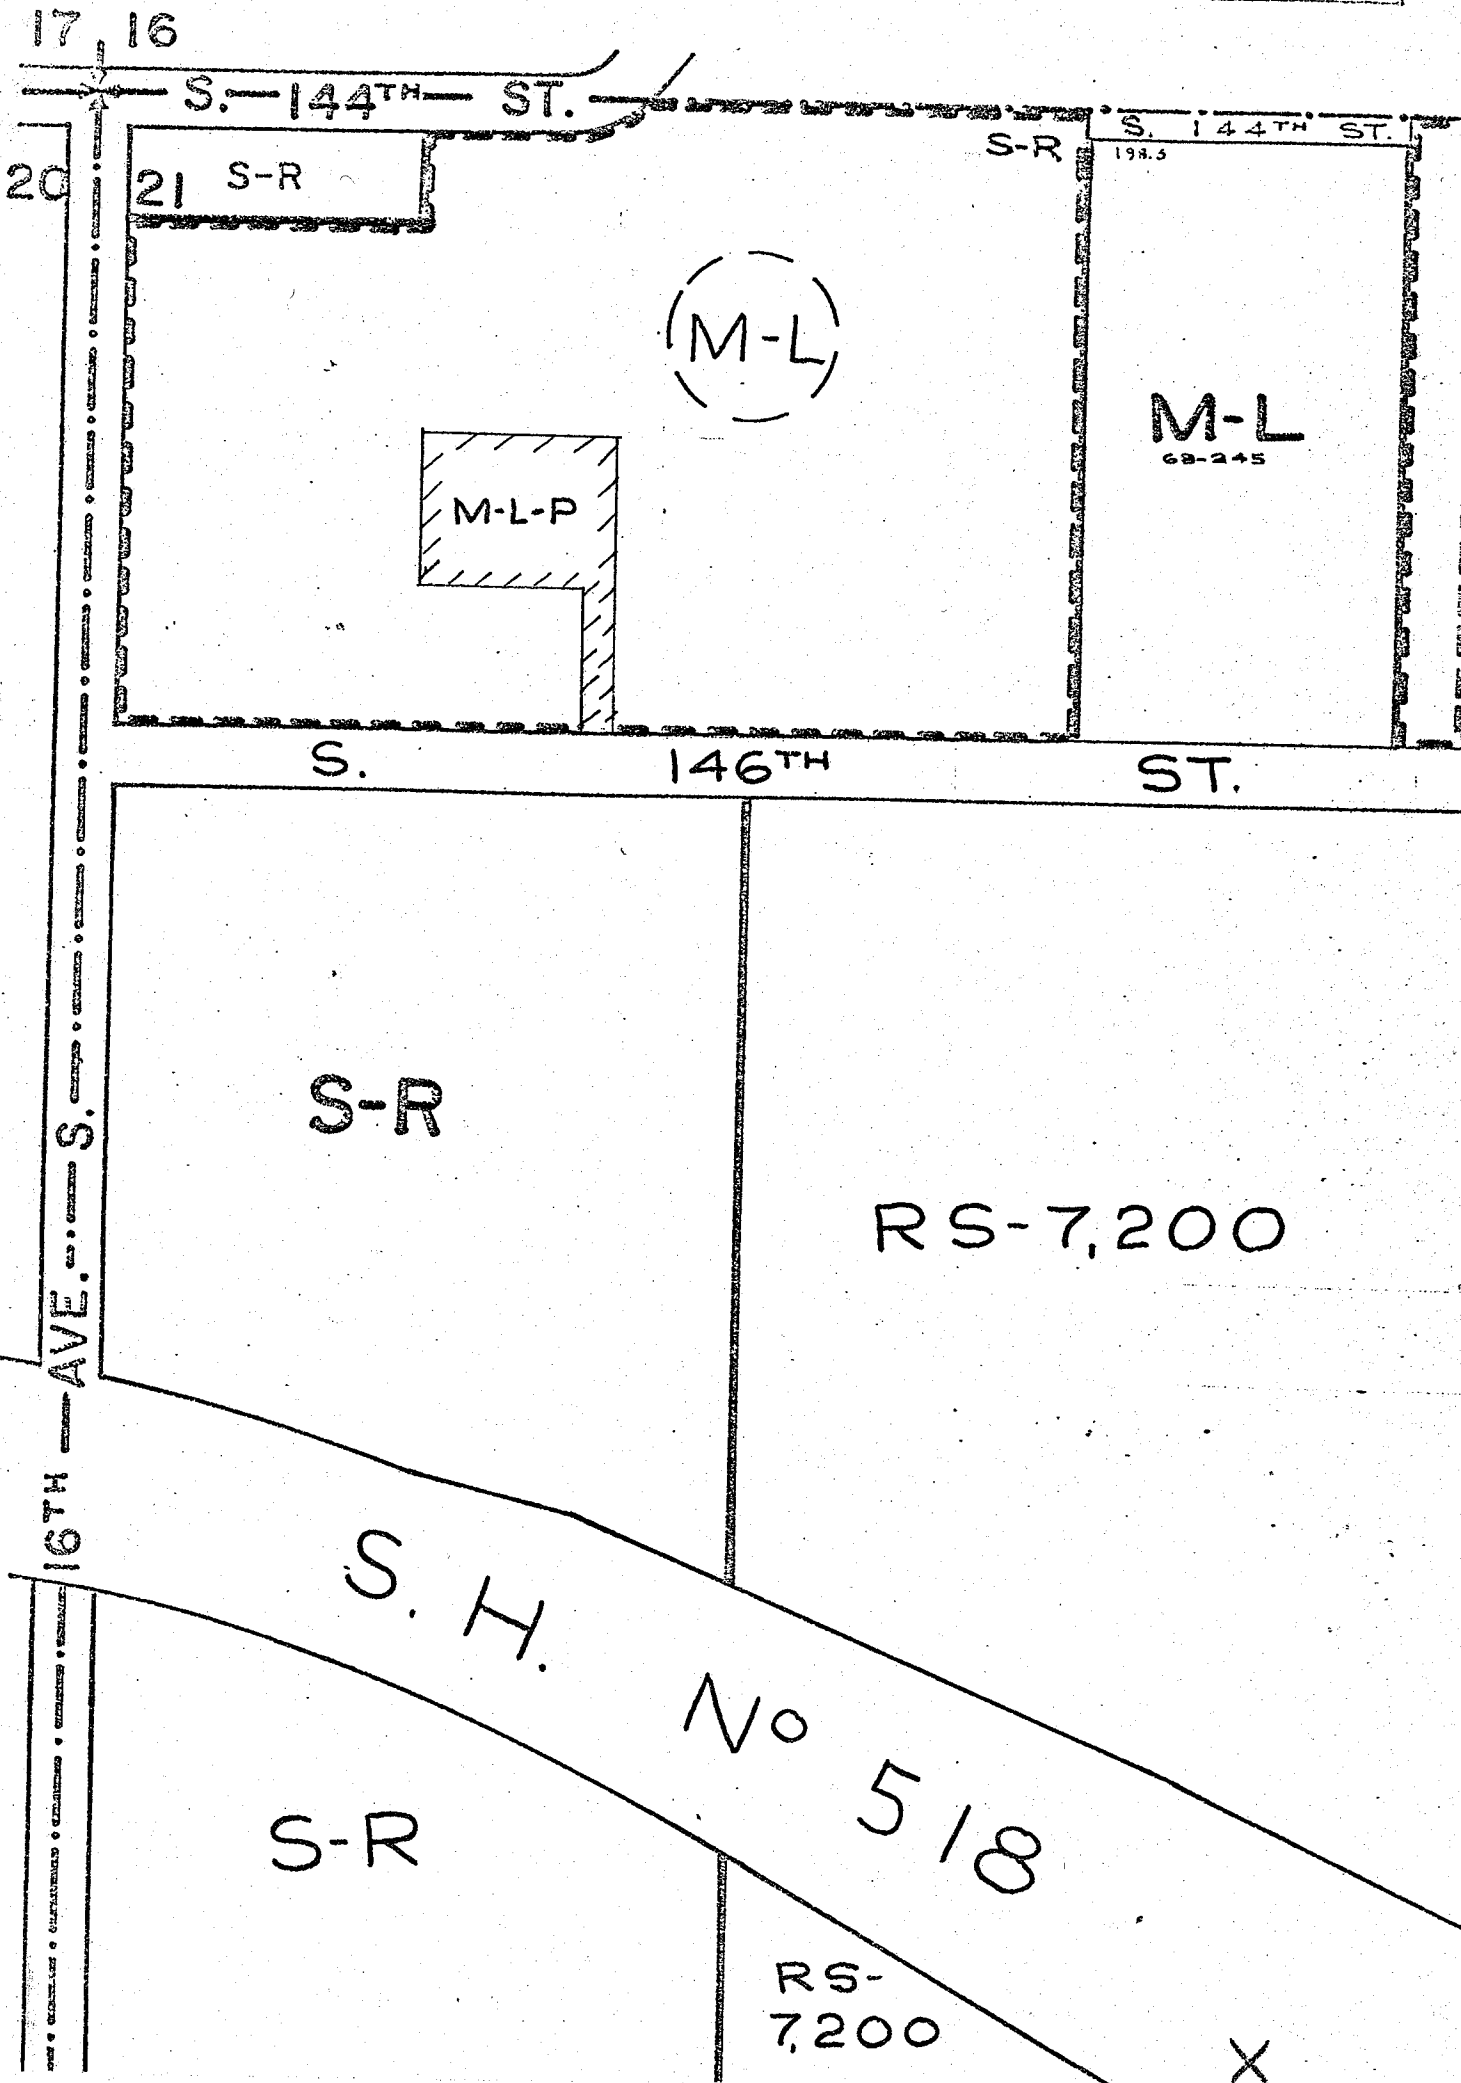 17 16
S. 144TH ST.
S. 144TH ST.
S-R
198.5
20
21
S-R
M-L
M-L
68-245
M-L-P
S. 146TH ST.
S-R
RS-7,200
16TH AVE. S.
S. H. No 518
S-R
RS-
7,200
X